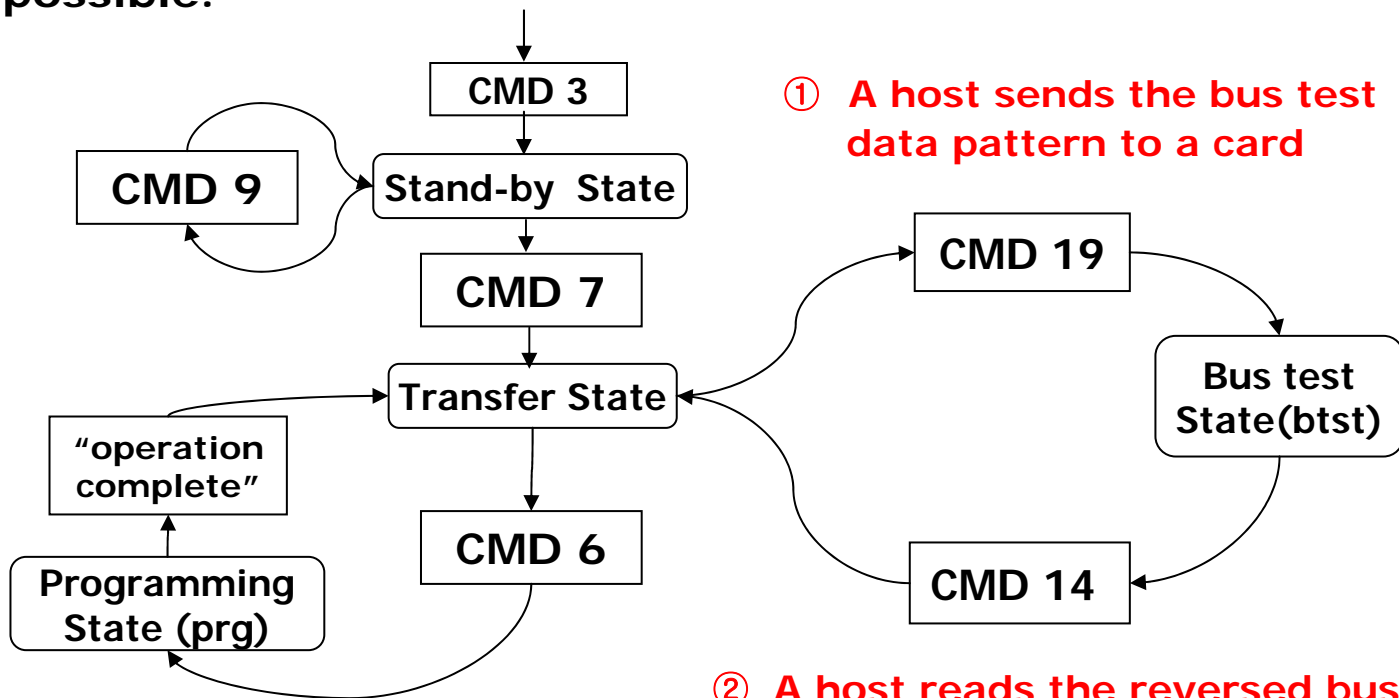 possible.
CMD 3
① A host sends the bus test
data pattern to a card
CMD 9
Stand-by State
CMD 19
CMD 7
Bus test
State(btst)
Transfer State
"operation
complete"
CMD 6
CMD 14
Programming
State (prg)
② A host reads the reversed bus